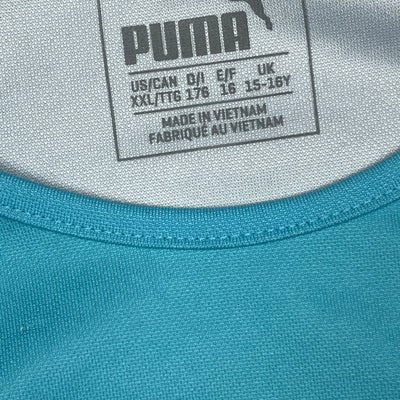 PUMA
US/CAN D/I E/F UK
XXL/TTG 176 16 15-16Y
MADE IN VIETNAM
FABRIQUÉ AU VIETNAM